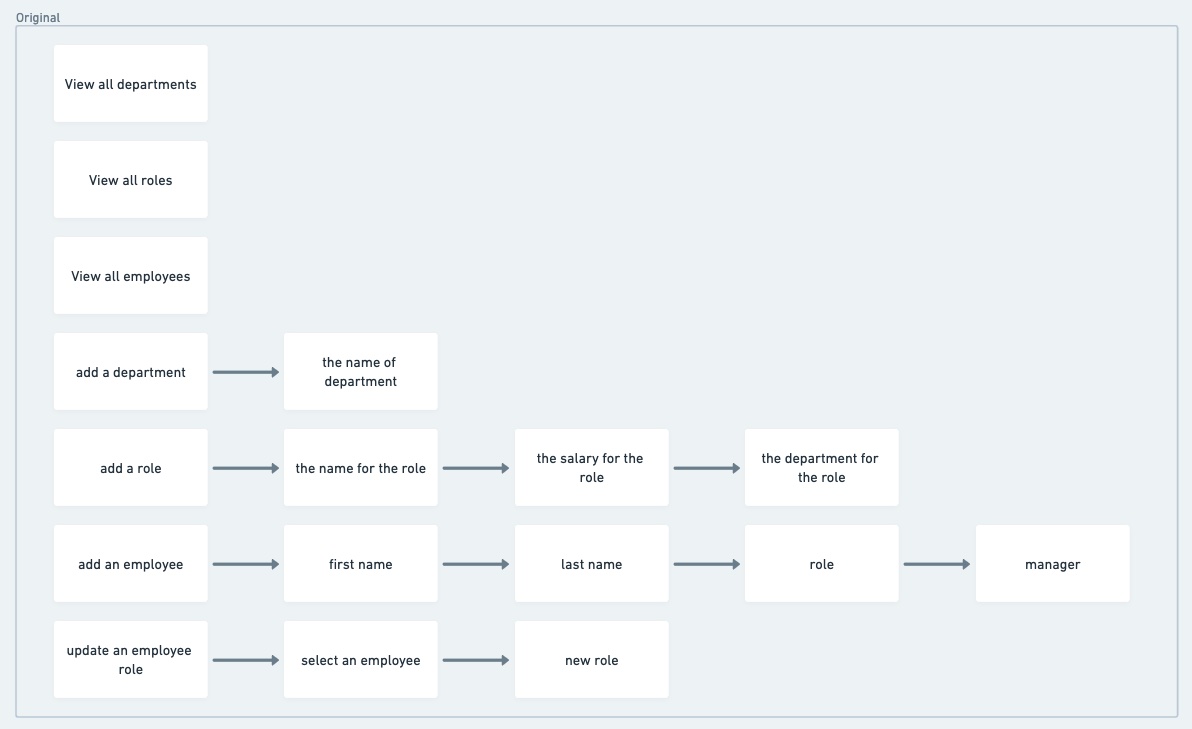 Original
View all departments
View all roles
View all employees
add a department
the name of
department
add a role
the name for the role
the salary for the
role
the department for
the role
add an employee
first name
last name
role
manager
update an employee
role
select an employee
new role